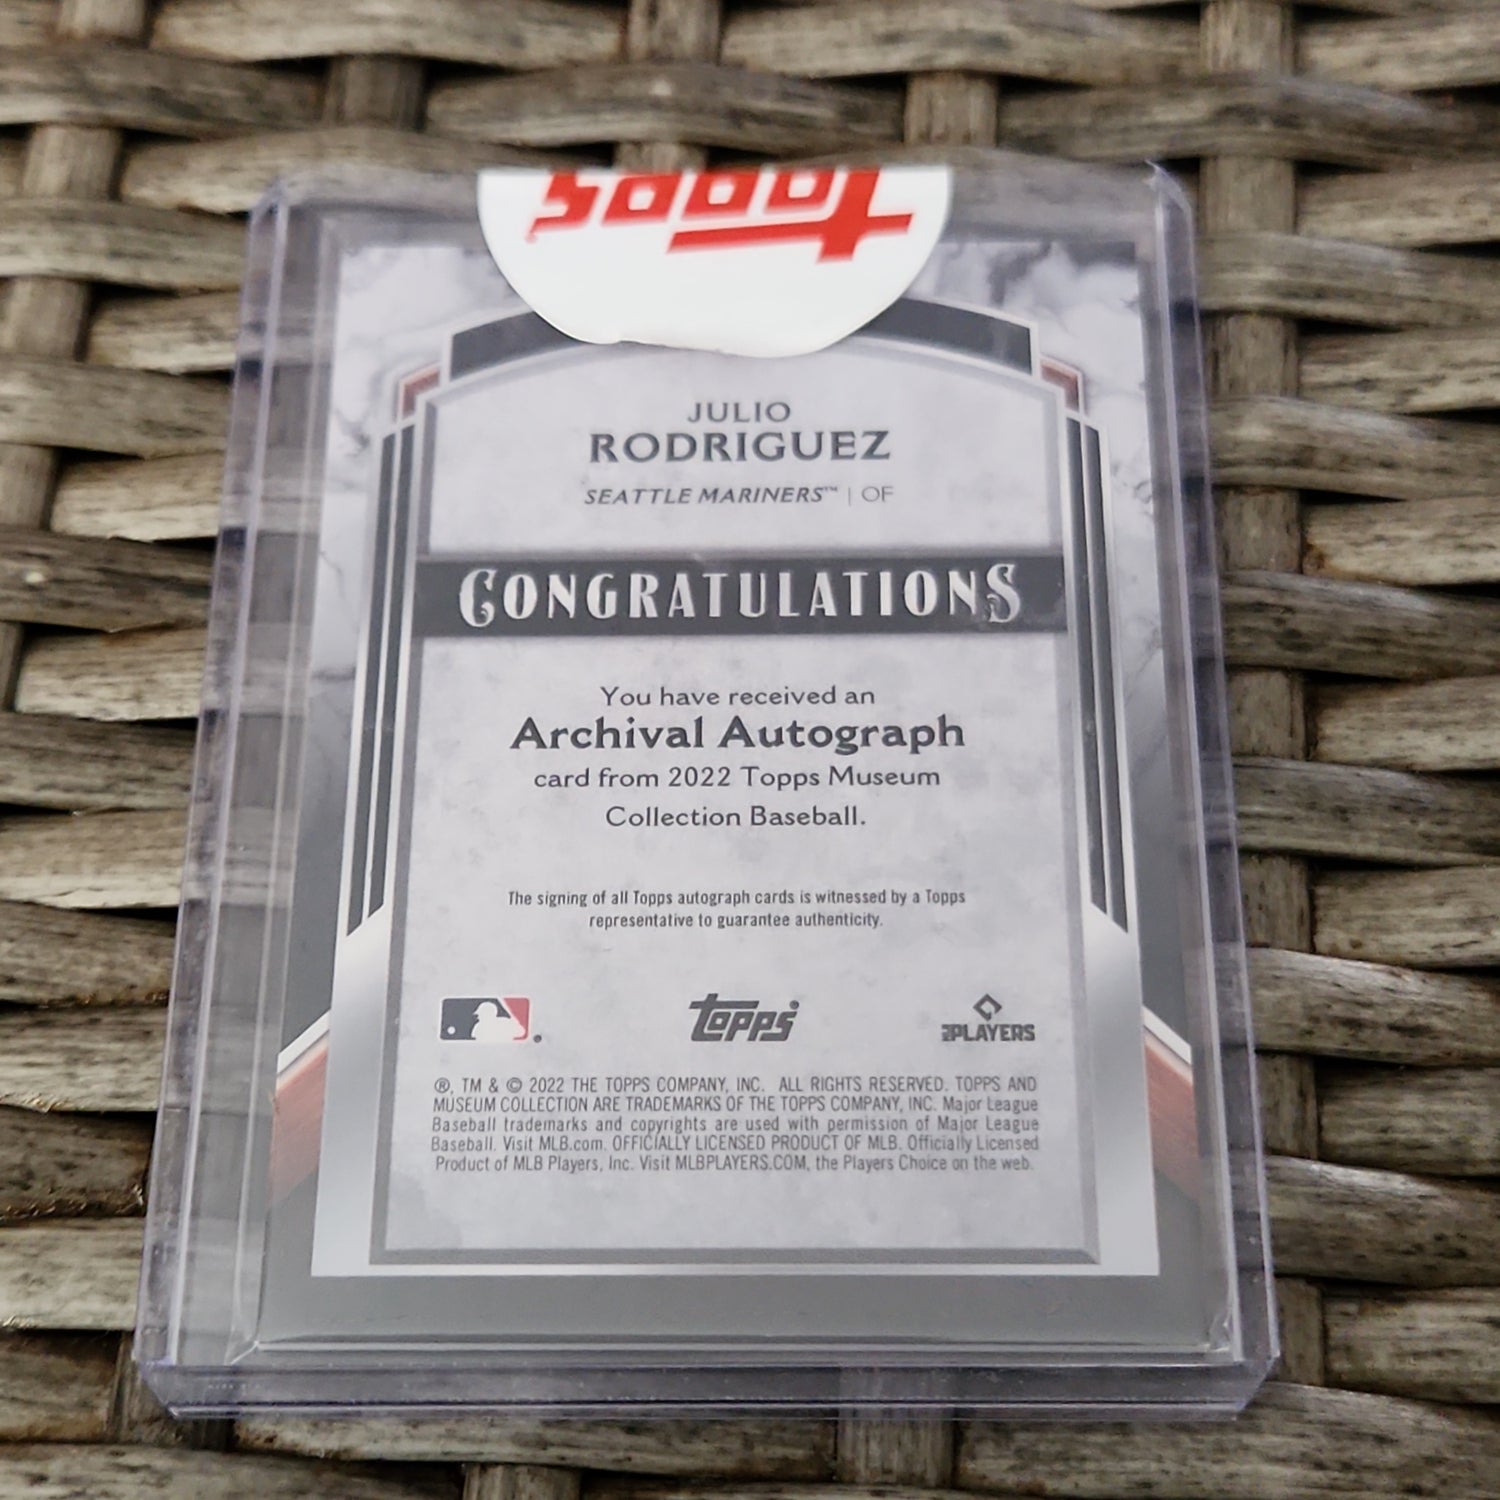 Topps
JULIO
RODRIGUEZ
SEATTLE MARINERS™ | OF
CONGRATULATIONS
You have received an
Archival Autograph
card from 2022 Topps Museum
Collection Baseball.
The signing of all Topps autograph cards is witnessed by a Topps
representative to guarantee authenticity.
Topps
PLAYERS
®, TM & © 2022 THE TOPPS COMPANY, INC. ALL RIGHTS RESERVED. TOPPS AND
MUSEUM COLLECTION ARE TRADEMARKS OF THE TOPPS COMPANY, INC. Major League
Baseball trademarks and copyrights are used with permission of Major League
Baseball. Visit MLB.com. OFFICIALLY LICENSED PRODUCT OF MLB. Officially Licensed
Product of MLB Players, Inc. Visit MLBPLAYERS.COM, the Players Choice on the web.